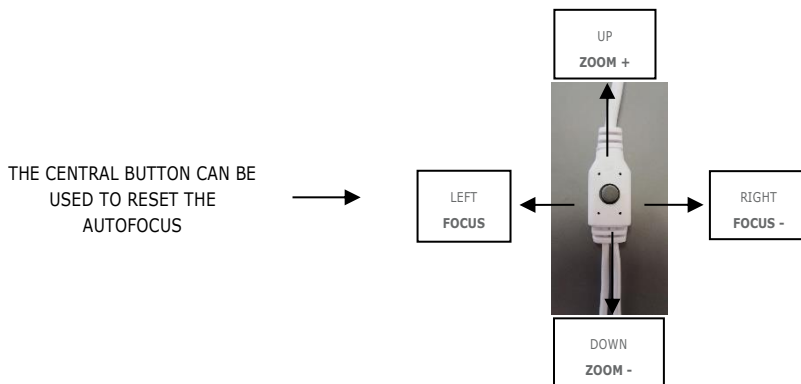 UP
ZOOM +
THE CENTRAL BUTTON CAN BE
USED TO RESET THE
AUTOFOCUS
LEFT
FOCUS
RIGHT
FOCUS -
DOWN
ZOOM -